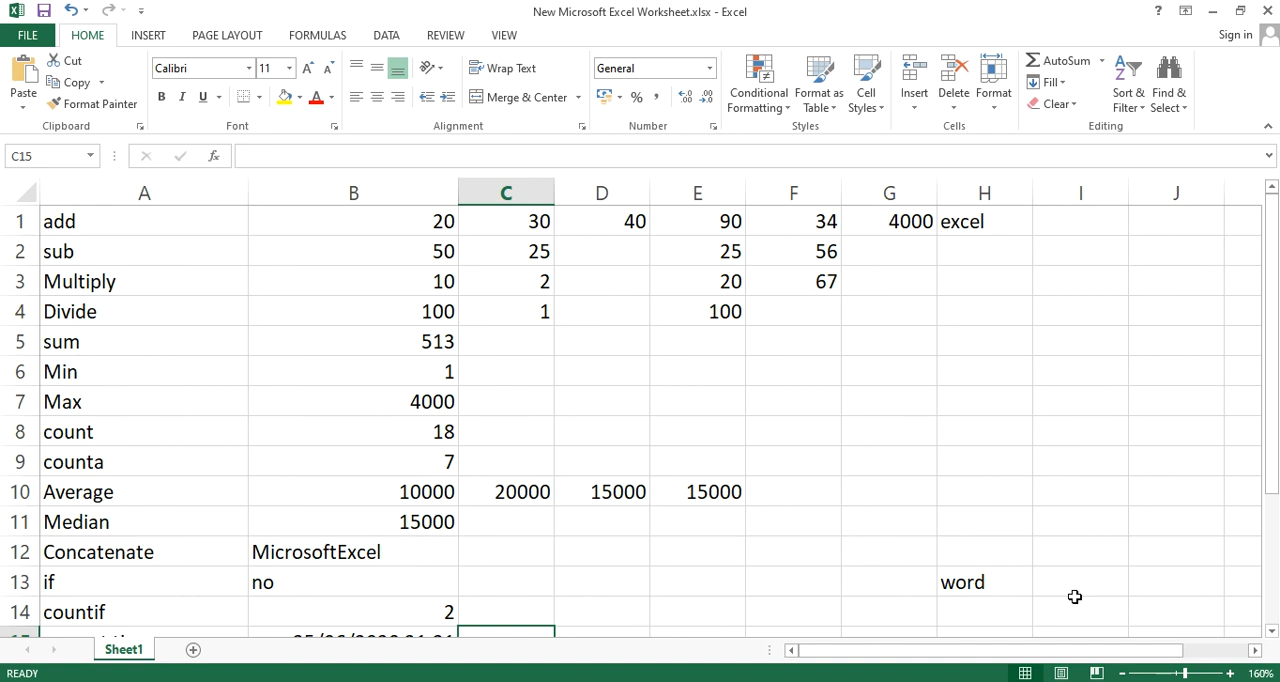 New Microsoft Excel Worksheet.xlsx - Excel
?
FILE HOME INSERT PAGE LAYOUT FORMULAS DATA REVIEW VIEW Sign in
Paste Cut Copy Format Painter Clipboard
Calibri 11 B I U Font
Wrap Text Merge & Center Alignment
General % Number
Conditional Formatting Format as Table Cell Styles Styles
Insert Delete Format Cells
AutoSum Fill Clear Sort & Filter Find & Select Editing
C15 fx
A B C D E F G H I J
1 add 20 30 40 90 34 4000 excel
2 sub 50 25 25 56
3 Multiply 10 2 20 67
4 Divide 100 1 100
5 sum 513
6 Min 1
7 Max 4000
8 count 18
9 counta 7
10 Average 10000 20000 15000 15000
11 Median 15000
12 Concatenate MicrosoftExcel
13 if no word
14 countif 2
Sheet1
READY 160%